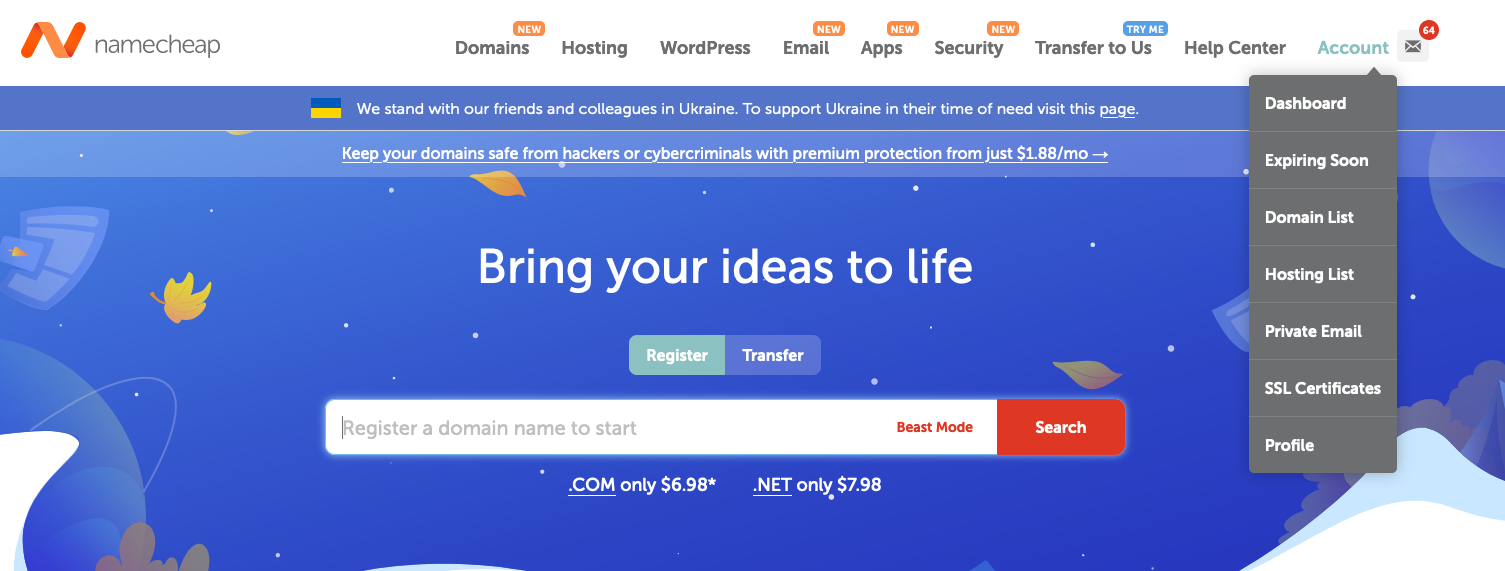 namecheap
NEW NEW NEW NEW TRY ME 64
Domains Hosting WordPress Email Apps Security Transfer to Us Help Center Account
Dashboard
Expiring Soon
Domain List
Hosting List
Private Email
SSL Certificates
Profile
We stand with our friends and colleagues in Ukraine. To support Ukraine in their time of need visit this page.
Keep your domains safe from hackers or cybercriminals with premium protection from just $1.88/mo →
Bring your ideas to life
Register Transfer
Register a domain name to start Beast Mode Search
.COM only $6.98* .NET only $7.98